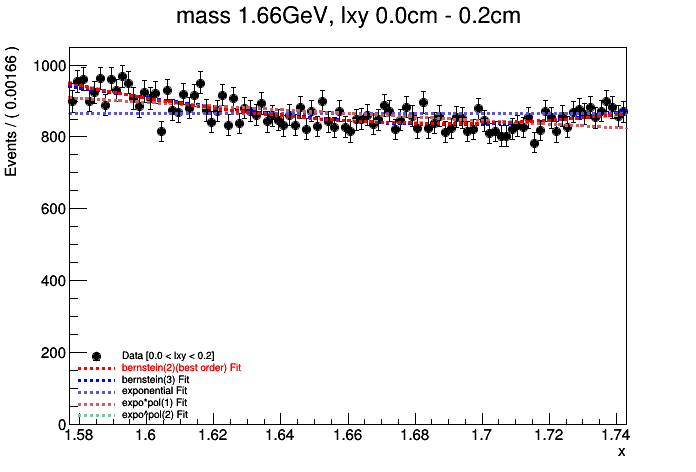 mass 1.66GeV, lxy 0.0cm - 0.2cm
Events / ( 0.00166 )
1000
800
600
400
200
0
Data [0.0 < lxy < 0.2]
bernstein(2)(best order) Fit
bernstein(3) Fit
exponential Fit
expo*pol(1) Fit
expo^pol(2) Fit
1.58 1.6 1.62 1.64 1.66 1.68 1.7 1.72 1.74
x